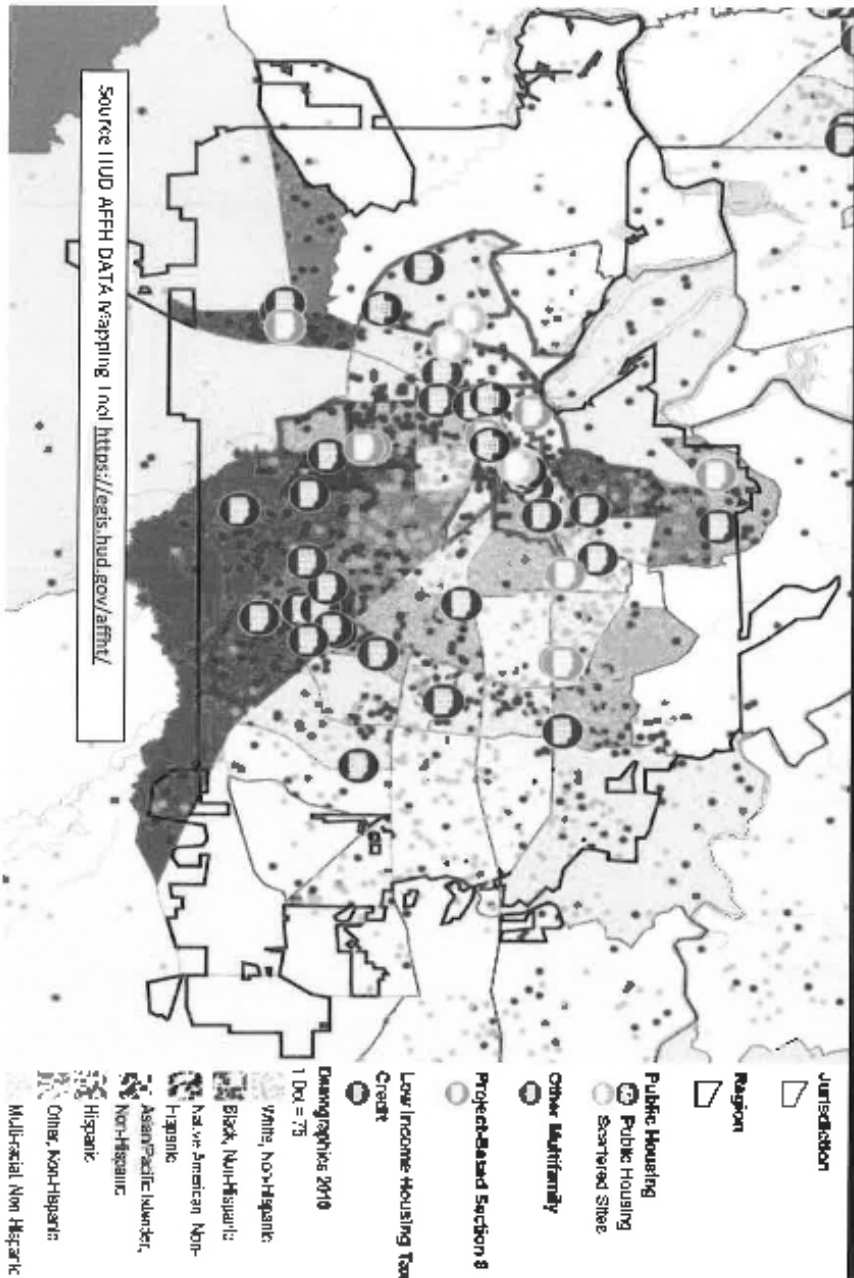 Jurisdiction
Region
Public Housing
Public Housing
Scattered Sites
Other Multifamily
Project-Based Section 8
Low Income Housing Tax
Credit
Demographics 2010
1 Dot = 75
White, Non-Hispanic
Black, Non-Hispanic
Native American, Non-
Hispanic
Asian/Pacific Islander,
Non-Hispanic
Hispanic
Other, Non-Hispanic
Multi-racial, Non-Hispanic
Source HUD AFFH DATA Mapping Tool https://egis.hud.gov/affht/